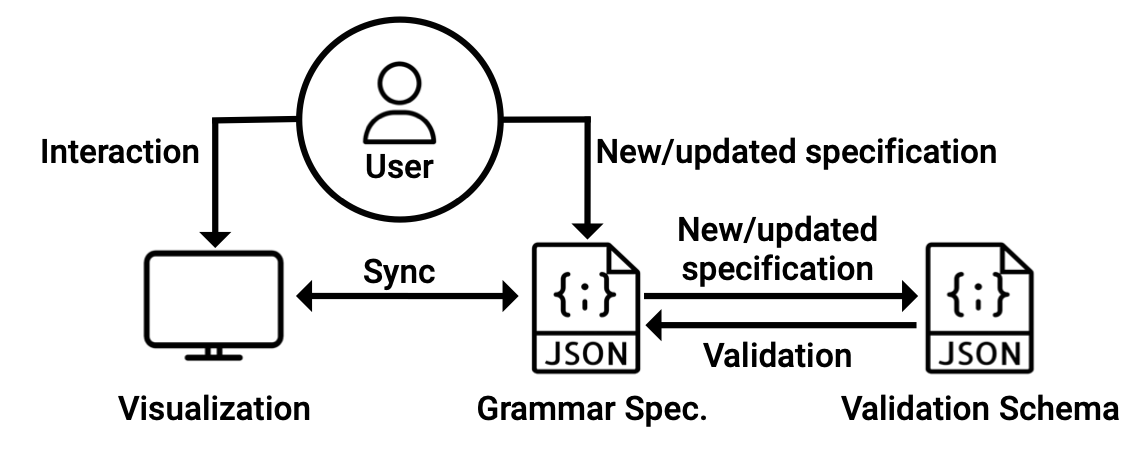 User
Interaction
New/updated specification
New/updated
specification
Sync
{;}
JSON
{;}
JSON
Validation
Visualization
Grammar Spec.
Validation Schema